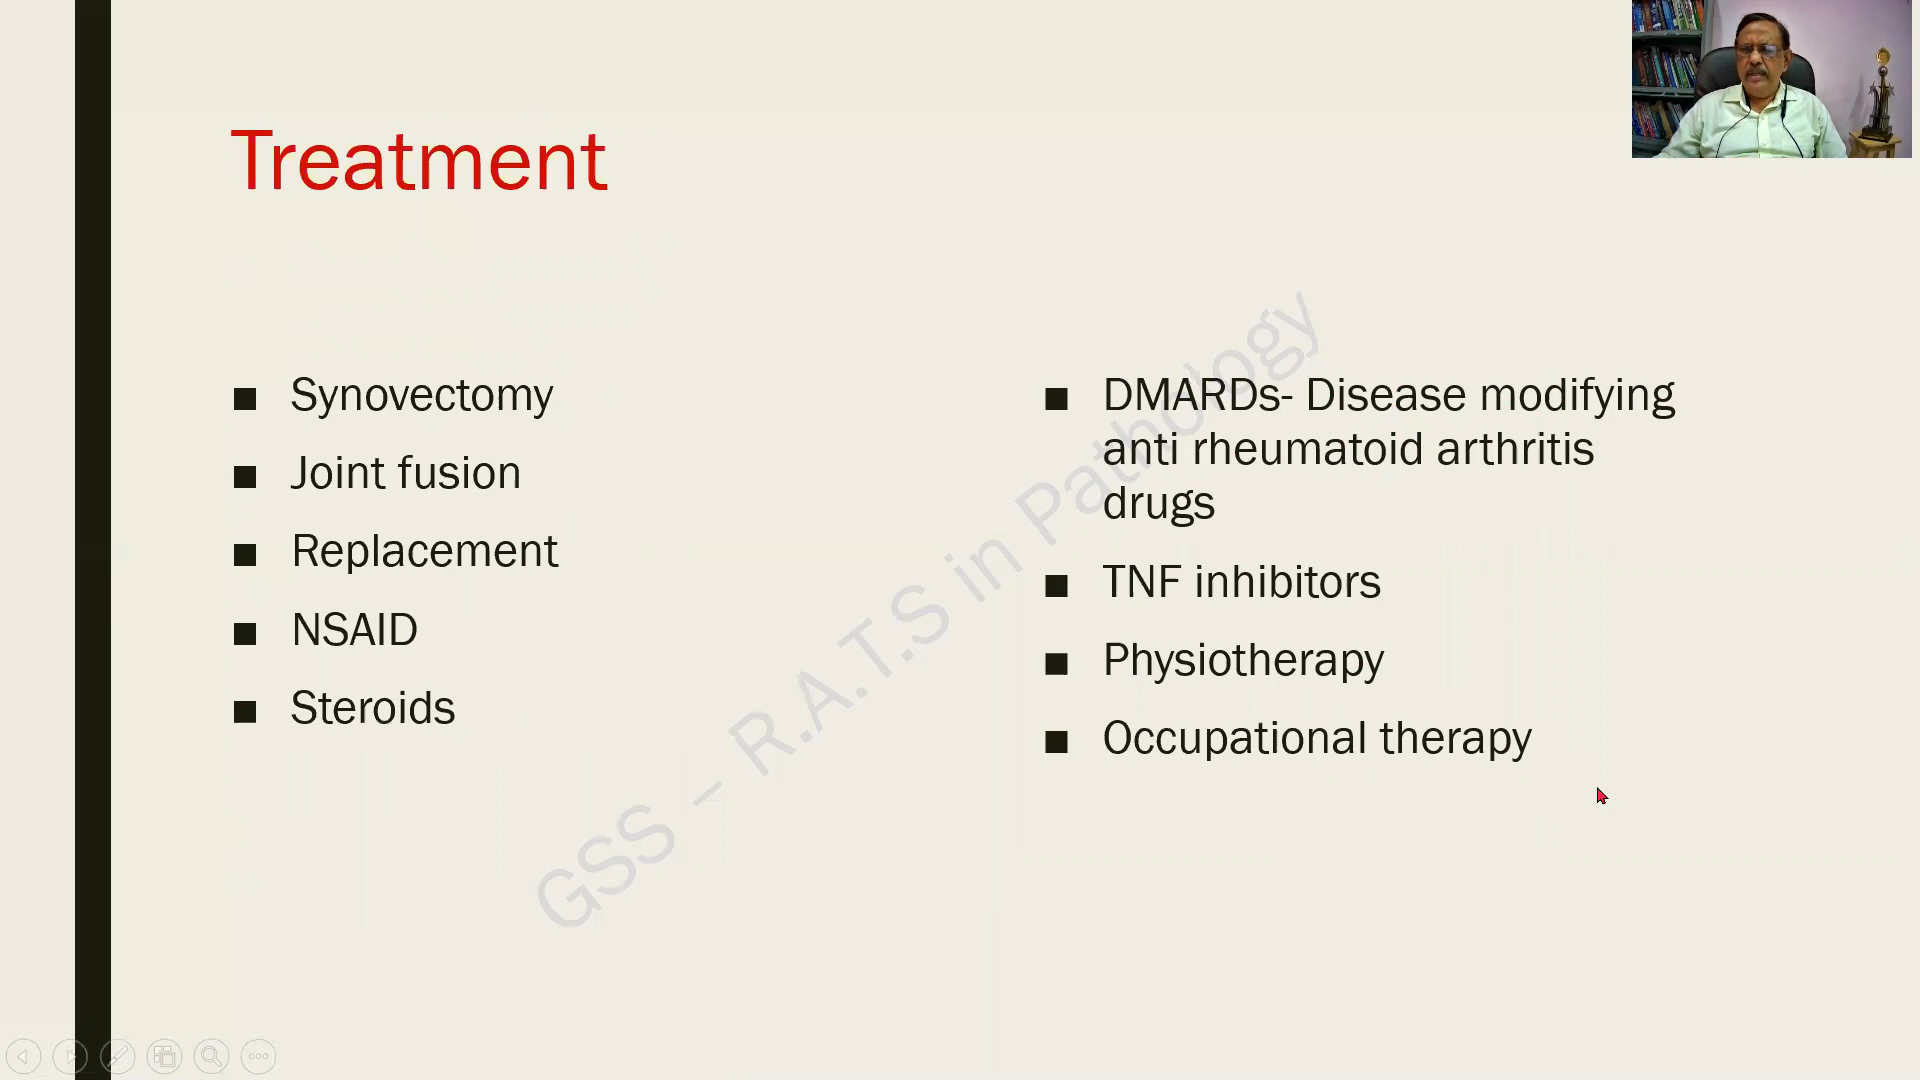 Treatment
Synovectomy
Joint fusion
Replacement
NSAID
Steroids
DMARDs- Disease modifying
anti rheumatoid arthritis
drugs
TNF inhibitors
Physiotherapy
Occupational therapy
GSS – R.A.T.S in Pathology